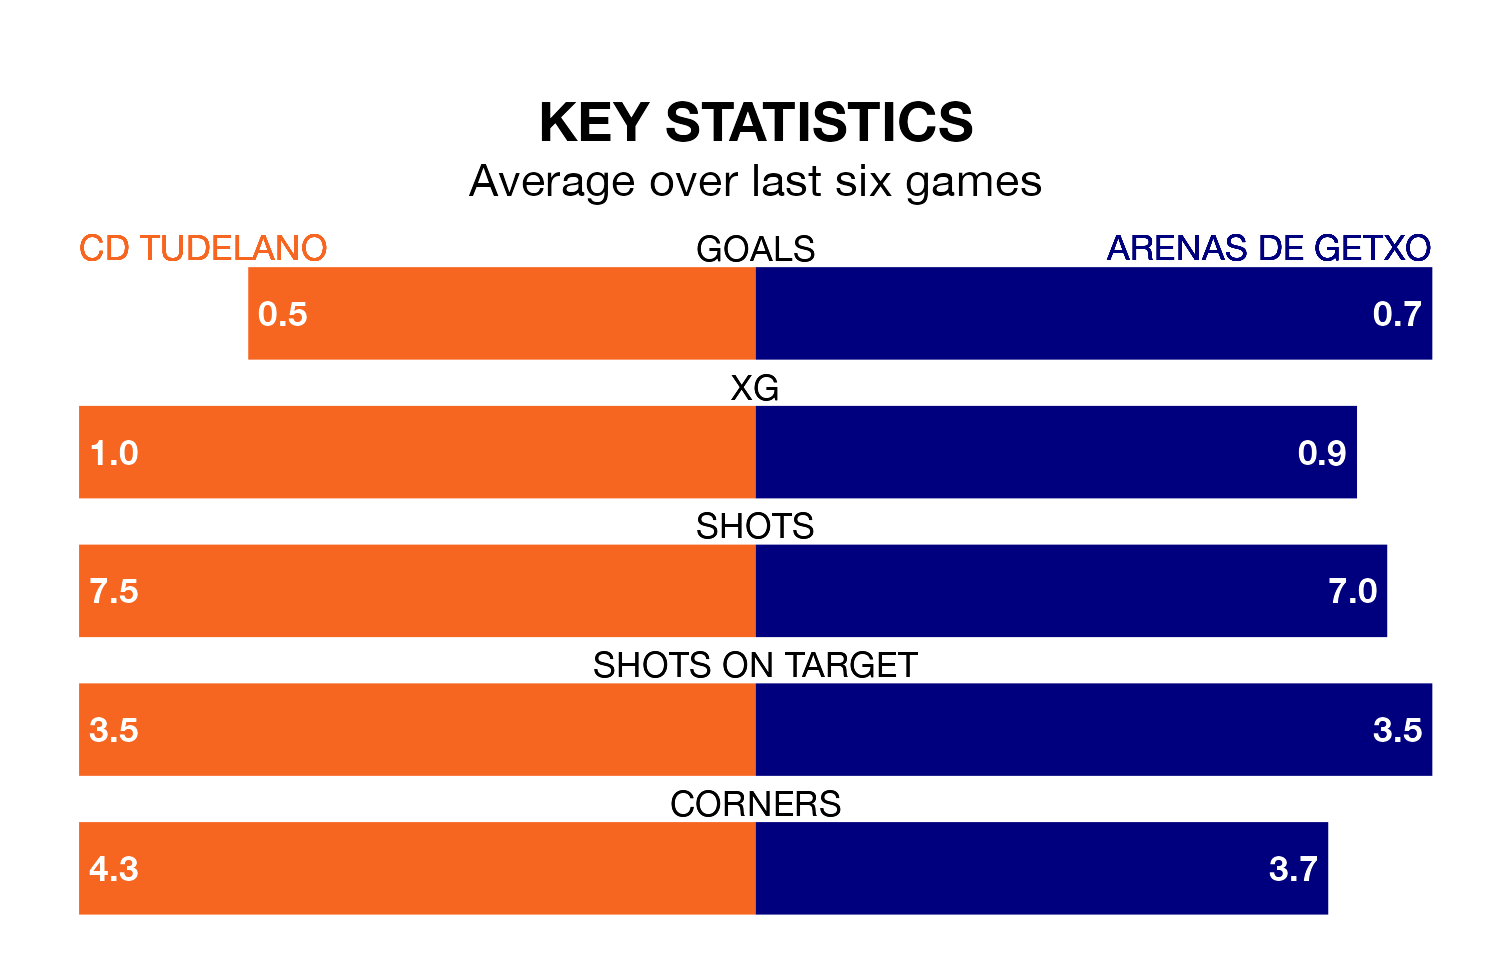 KEY STATISTICS
Average over last six games
CD TUDELANO GOALS ARENAS DE GETXO
0.5 0.7
XG
1.0 0.9
SHOTS
7.5 7.0
SHOTS ON TARGET
3.5 3.5
CORNERS
4.3 3.7